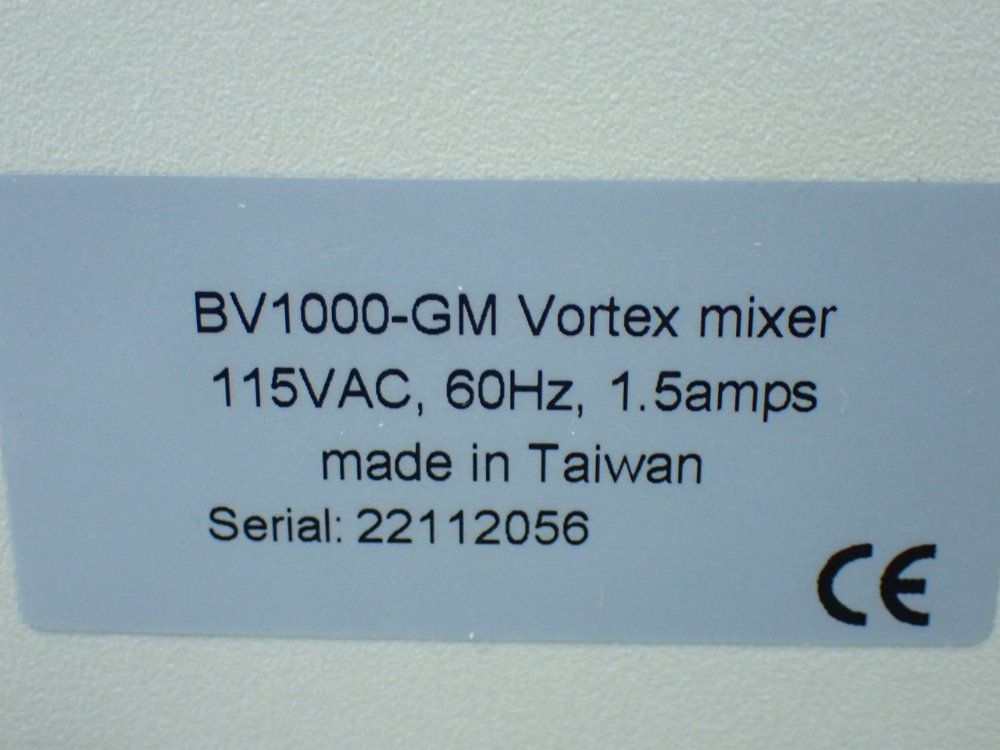 BV1000-GM Vortex mixer
115VAC, 60Hz, 1.5amps
made in Taiwan
Serial: 22112056
CE